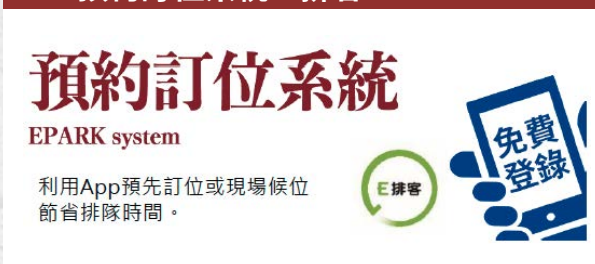 預約訂位系統
EPARK system
利用App預先訂位或現場候位
節省排隊時間。
E排客
免費
登錄